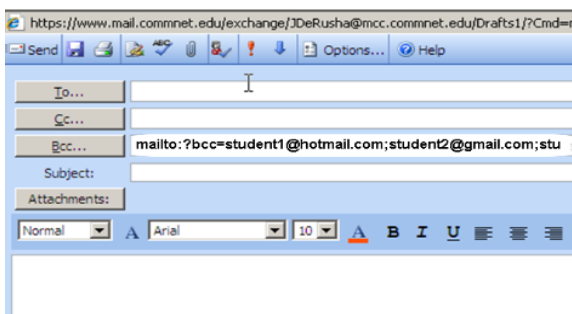 https://www.mail.commnet.edu/exchange/JDeRusha@mcc.commnet.edu/Drafts1/?Cmd=
Send Options... Help
To...
Cc...
Bcc... mailto:?bcc=student1@hotmail.com;student2@gmail.com;stu
Subject:
Attachments:
Normal A Arial 10 A B I U